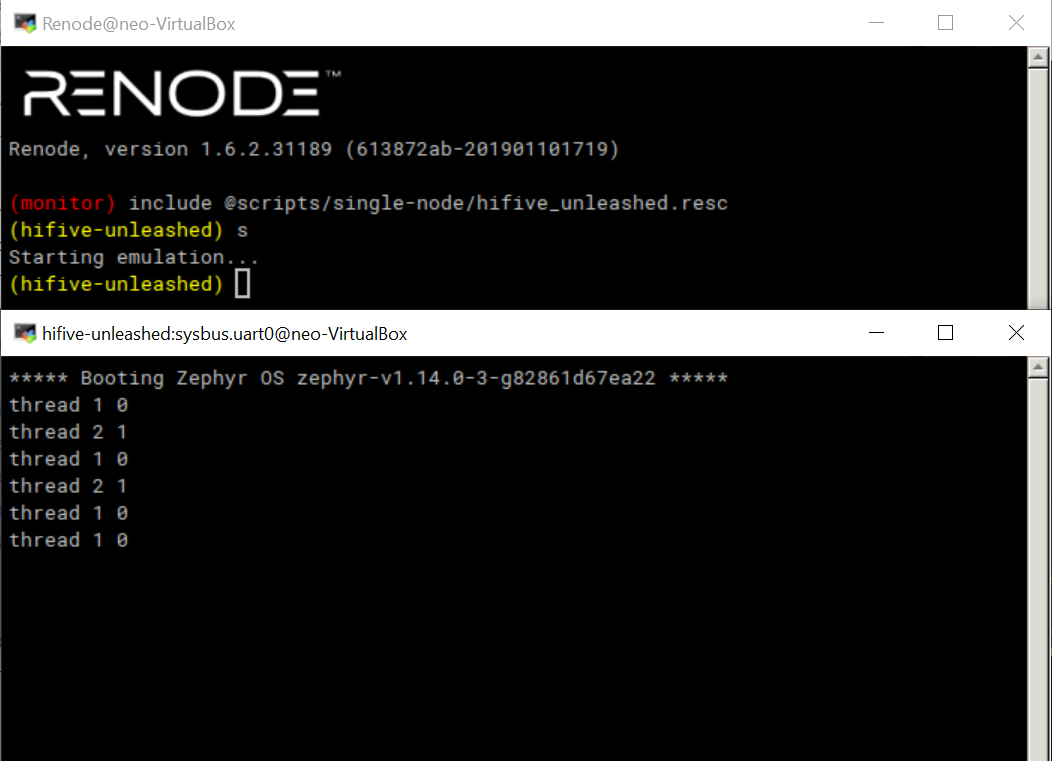 Renode@neo-VirtualBox
RENODE™
Renode, version 1.6.2.31189 (613872ab-201901101719)
(monitor) include @scripts/single-node/hifive_unleashed.resc
(hifive-unleashed) s
Starting emulation...
(hifive-unleashed)
hifive-unleashed:sysbus.uart0@neo-VirtualBox
***** Booting Zephyr OS zephyr-v1.14.0-3-g82861d67ea22 *****
thread 1 0
thread 2 1
thread 1 0
thread 2 1
thread 1 0
thread 1 0